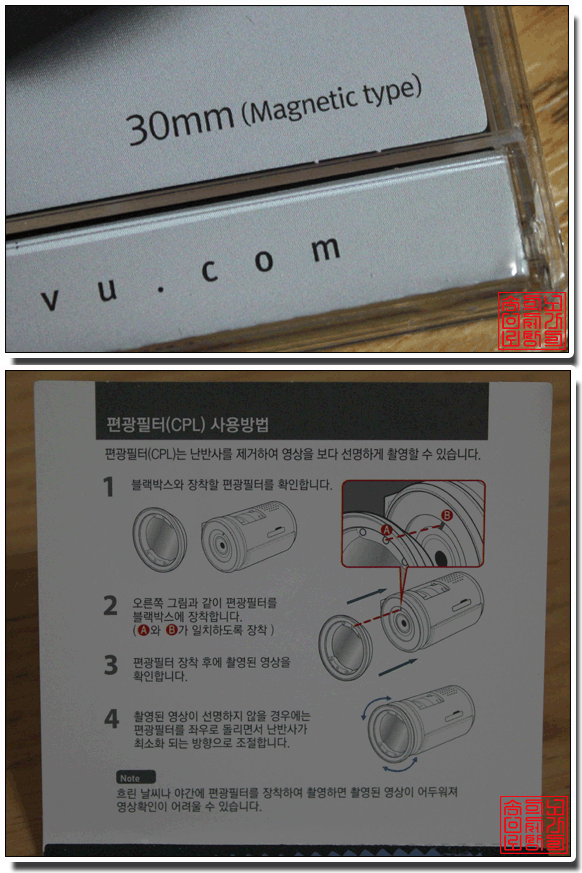 30mm (Magnetic type)
vu.com
편광필터(CPL) 사용방법
편광필터(CPL)는 난반사를 제거하여 영상을 보다 선명하게 촬영할 수 있습니다.
1 블랙박스와 장착할 편광필터를 확인합니다.
A B
2 오른쪽 그림과 같이 편광필터를
블랙박스에 장착합니다.
(A와 B가 일치하도록 장착)
3 편광필터 장착 후에 촬영된 영상을
확인합니다.
4 촬영된 영상이 선명하지 않을 경우에는
편광필터를 좌우로 돌리면서 난반사가
최소화 되는 방향으로 조절합니다.
Note
흐린 날씨나 야간에 편광필터를 장착하여 촬영하면 촬영된 영상이 어두워져
영상확인이 어려울 수 있습니다.